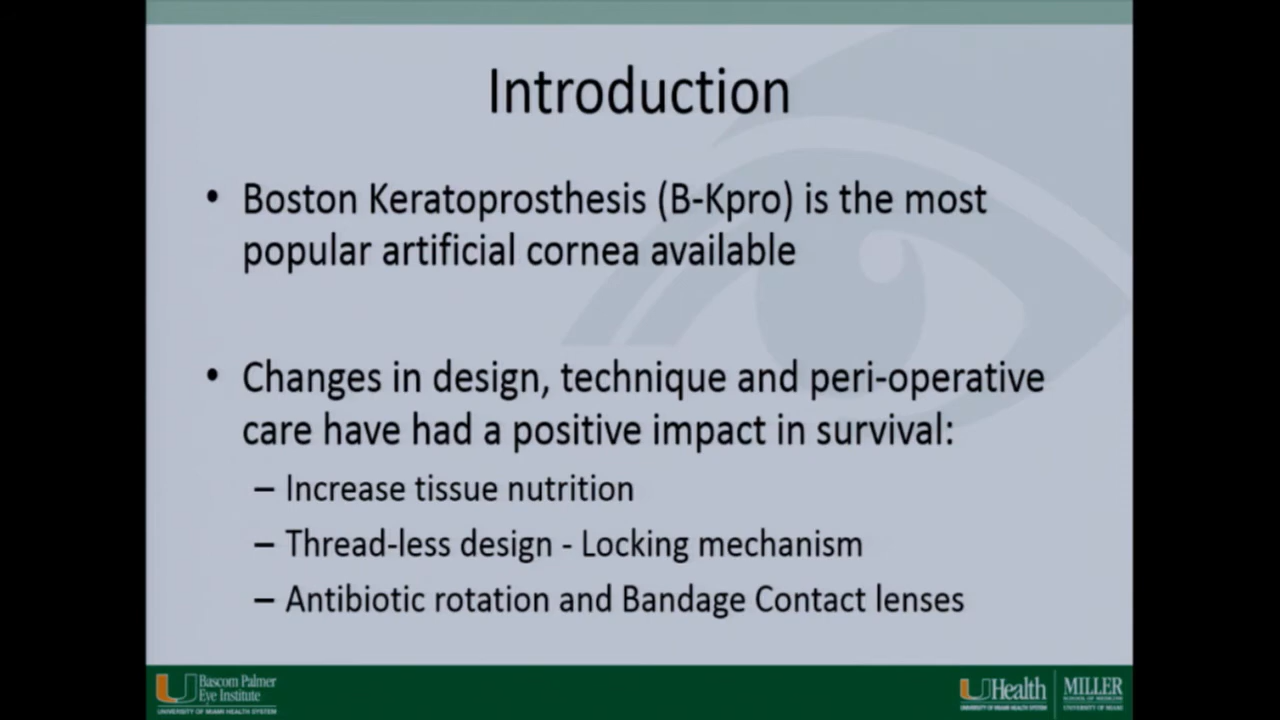 Introduction
• Boston Keratoprosthesis (B-Kpro) is the most
popular artificial cornea available
• Changes in design, technique and peri-operative
care have had a positive impact in survival:
– Increase tissue nutrition
– Thread-less design - Locking mechanism
– Antibiotic rotation and Bandage Contact lenses
Bascom Palmer
Eye Institute
UNIVERSITY OF MIAMI HEALTH SYSTEM
UHealth
UNIVERSITY OF MIAMI HEALTH SYSTEM
MILLER
SCHOOL OF MEDICINE
UNIVERSITY OF MIAMI